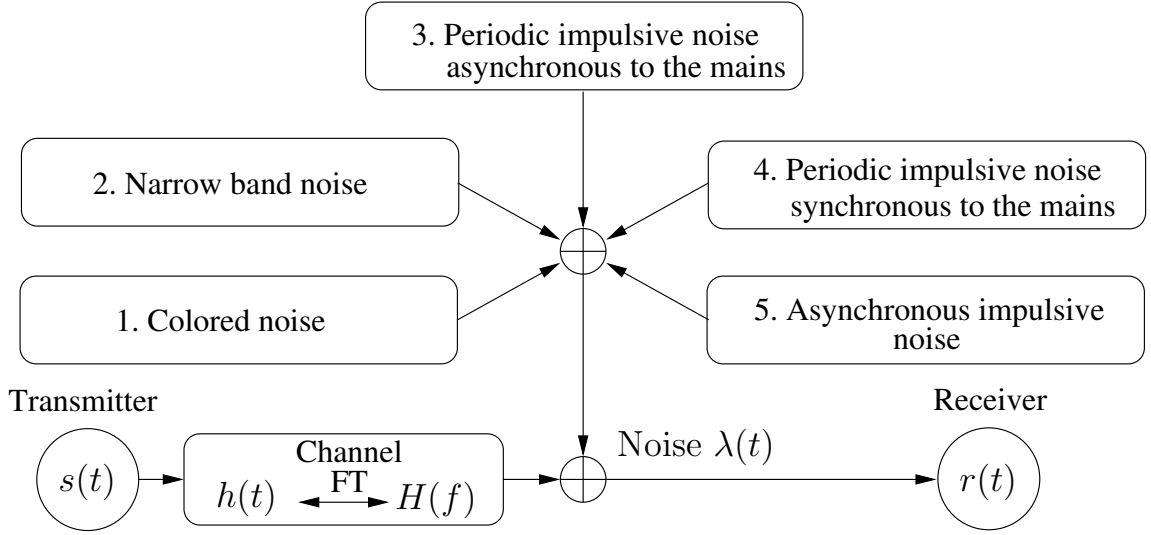 3. Periodic impulsive noise
asynchronous to the mains
2. Narrow band noise
4. Periodic impulsive noise
synchronous to the mains
1. Colored noise
5. Asynchronous impulsive
noise
Transmitter
Receiver
s(t)
Channel
FT
h(t)
H(f)
Noise λ(t)
r(t)